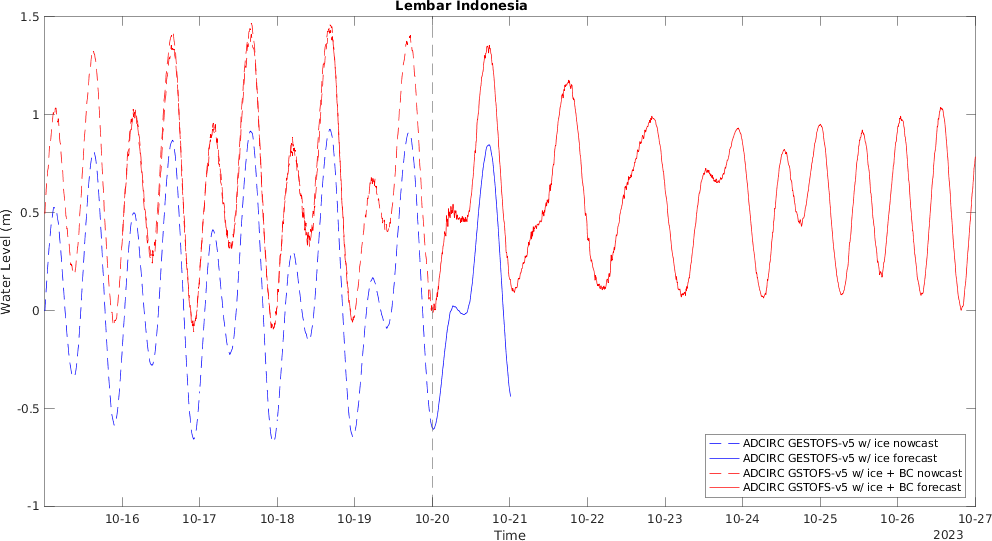 Lembar Indonesia
1.5
1
0.5
0
-0.5
-1
Water Level (m)
10-16 10-17 10-18 10-19 10-20 10-21 10-22 10-23 10-24 10-25 10-26 10-27
Time
2023
ADCIRC GESTOFS-v5 w/ ice nowcast
ADCIRC GESTOFS-v5 w/ ice forecast
ADCIRC GSTOFS-v5 w/ ice + BC nowcast
ADCIRC GSTOFS-v5 w/ ice + BC forecast